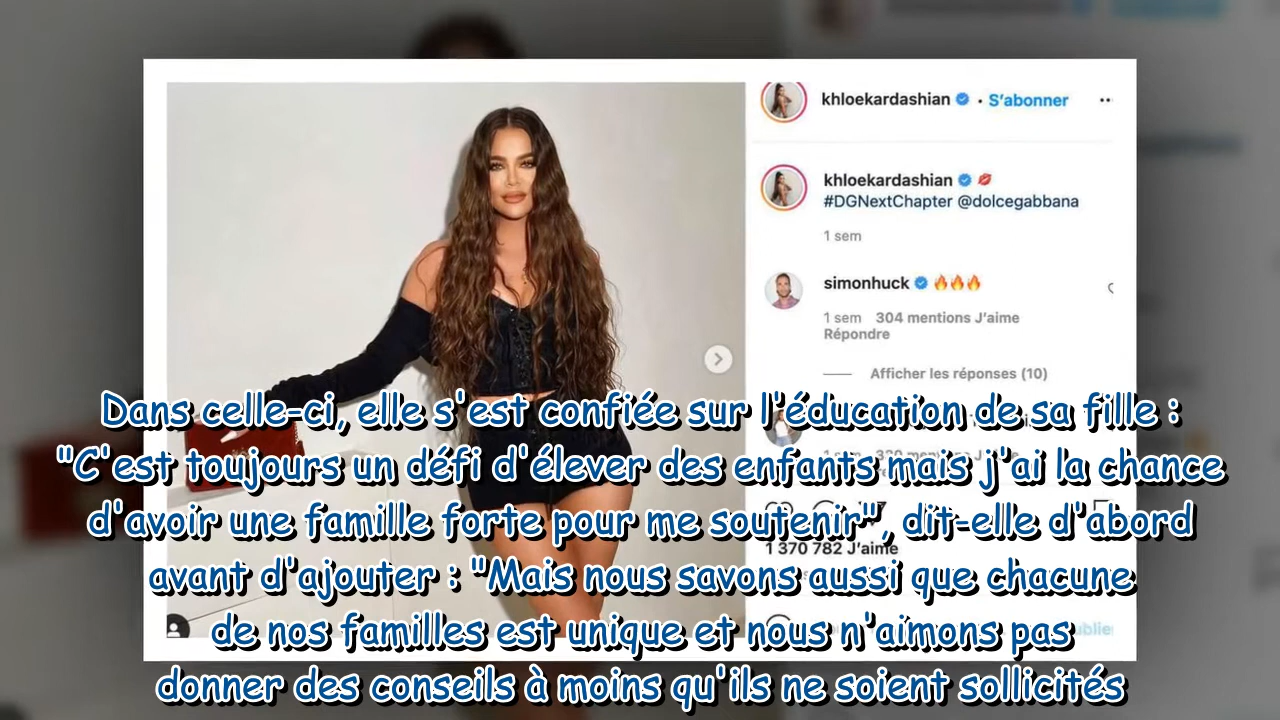 khloekardashian • S'abonner
khloekardashian
#DGNextChapter @dolcegabbana
1 sem
simonhuck
1 sem 304 mentions J'aime
Répondre
Afficher les réponses (10)
Dans celle-ci, elle s'est confiée sur l'éducation de sa fille :
"C'est toujours un défi d'élever des enfants mais j'ai la chance
d'avoir une famille forte pour me soutenir", dit-elle d'abord
1 370 782 J'aime
avant d'ajouter : "Mais nous savons aussi que chacune
de nos familles est unique et nous n'aimons pas
donner des conseils à moins qu'ils ne soient sollicités